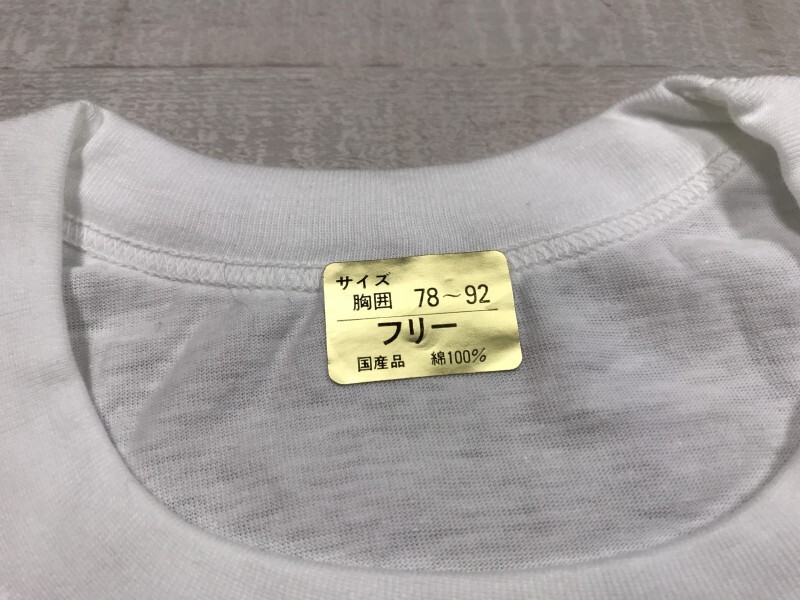 サイズ
胸囲 78～92
フリー
国産品 綿100%